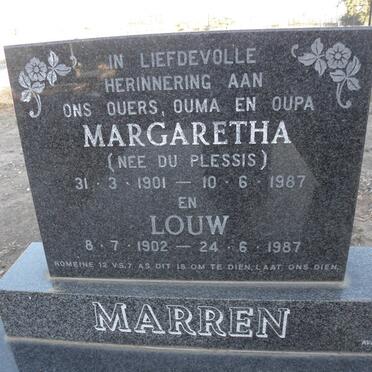 IN LIEFDEVOLLE
HERINNERING AAN
ONS OUERS, OUMA EN OUPA
MARGARETHA
(NEE DU PLESSIS)
31·3·1901 — 10·6·1987
EN
LOUW
8·7·1902 — 24·6·1987
ROMEINE 12 VS.7 AS DIT IS OM TE DIEN, LAAT ONS DIEN.
MARREN